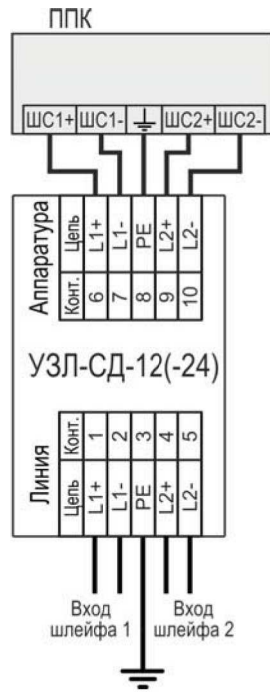 ППК
ШС1+ ШС1- ШС2+ ШС2-
Аппаратура
Цепь L1+ L1- PE L2+ L2-
Конт. 6 7 8 9 10
УЗЛ-СД-12(-24)
Линия
Конт. 1 2 3 4 5
Цепь L1+ L1- PE L2+ L2-
Вход шлейфа 1
Вход шлейфа 2